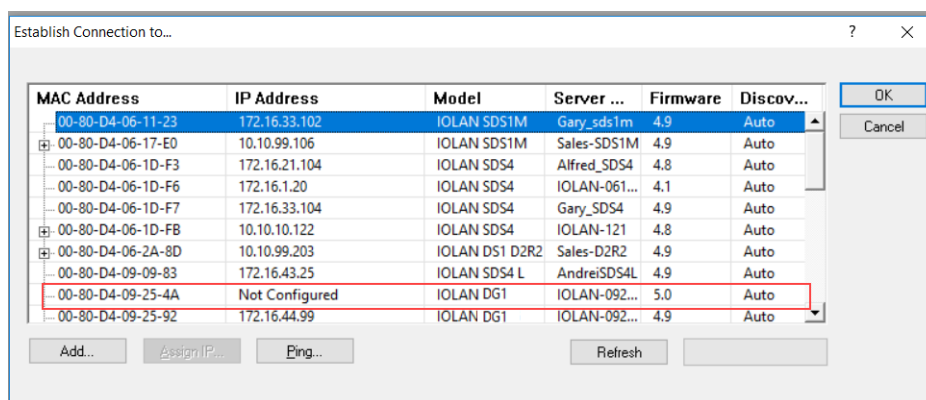 Establish Connection to... ?
MAC Address IP Address Model Server ... Firmware Discov... OK
00-80-D4-06-11-23 172.16.33.102 IOLAN SDS1M Gary_sds1m 4.9 Auto Cancel
00-80-D4-06-17-E0 10.10.99.106 IOLAN SDS1M Sales-SDS1M 4.9 Auto
00-80-D4-06-1D-F3 172.16.21.104 IOLAN SDS4 Alfred_SDS4 4.8 Auto
00-80-D4-06-1D-F6 172.16.1.20 IOLAN SDS4 IOLAN-061... 4.1 Auto
00-80-D4-06-1D-F7 172.16.33.104 IOLAN SDS4 Gary_SDS4 4.9 Auto
00-80-D4-06-1D-FB 10.10.10.122 IOLAN SDS4 IOLAN-121 4.8 Auto
00-80-D4-06-2A-8D 10.10.99.203 IOLAN DS1 D2R2 Sales-D2R2 4.9 Auto
00-80-D4-09-09-83 172.16.43.25 IOLAN SDS4 L AndreiSDS4L 4.9 Auto
00-80-D4-09-25-4A Not Configured IOLAN DG1 IOLAN-092... 5.0 Auto
00-80-D4-09-25-92 172.16.44.99 IOLAN DG1 IOLAN-092... 4.9 Auto
Add... Assign IP... Ping... Refresh